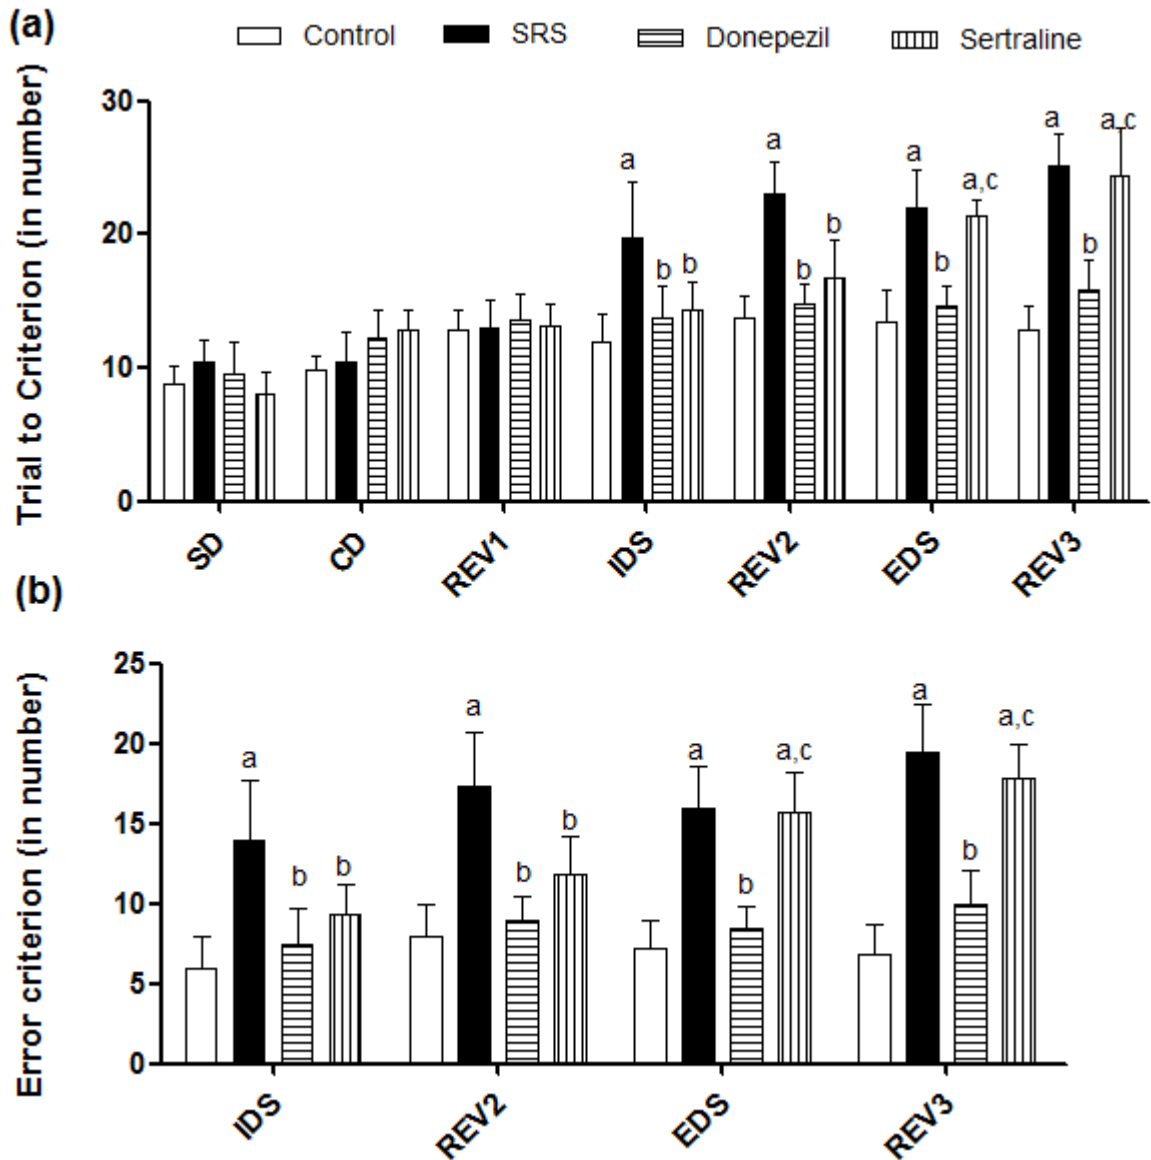 (a)
Control SRS Donepezil Sertraline
Trial to Criterion (in number)
30
20
10
0
a a a a,c a a,c
b b b b b b
SD CD REV1 IDS REV2 EDS REV3
(b)
Error criterion (in number)
25
20
15
10
5
0
a a a a,c a a,c
b b b b b b
IDS REV2 EDS REV3